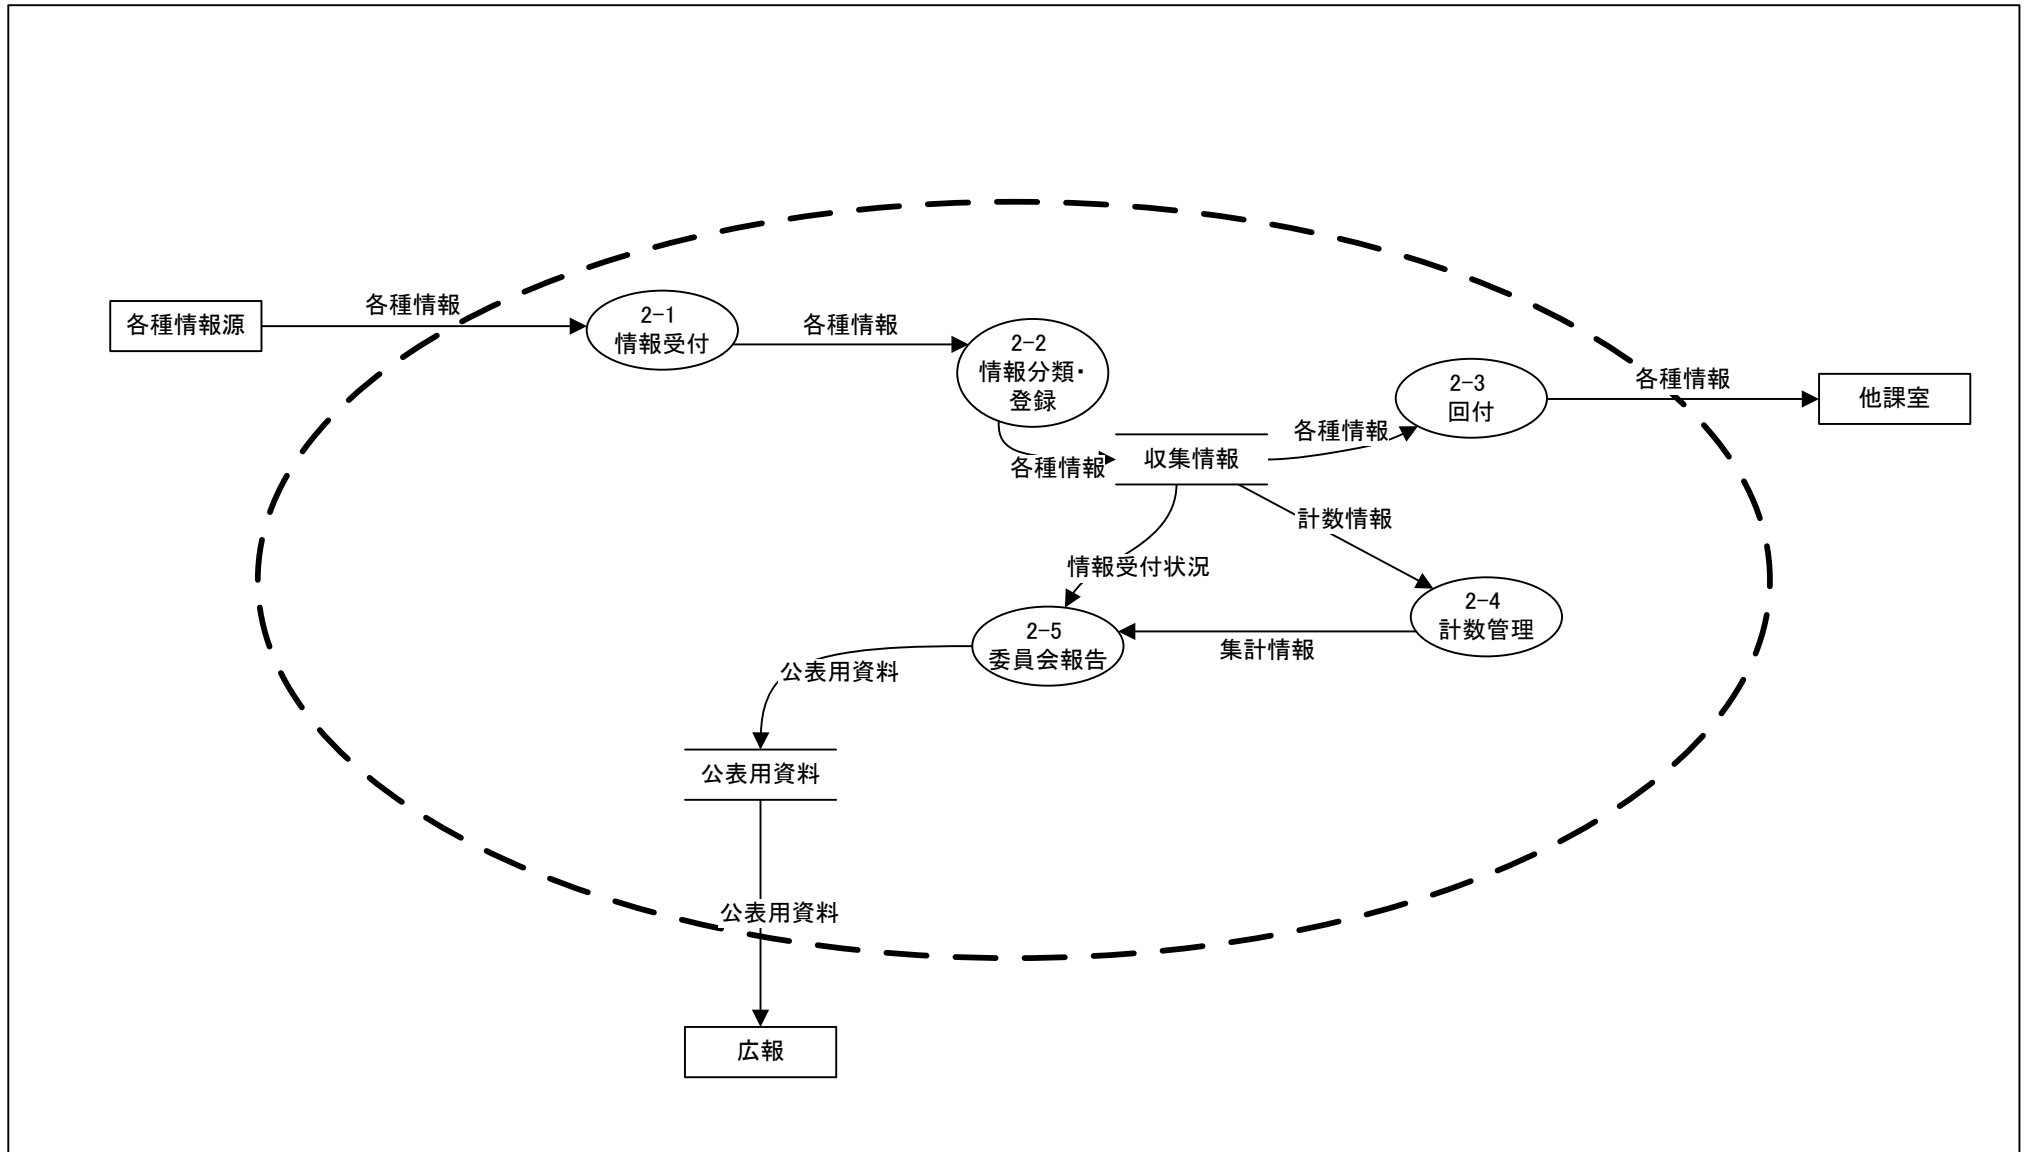 各種情報源
各種情報
2-1
情報受付
各種情報
2-2
情報分類・
登録
各種情報
収集情報
各種情報
2-3
回付
各種情報
他課室
計数情報
情報受付状況
2-4
計数管理
集計情報
2-5
委員会報告
公表用資料
公表用資料
公表用資料
広報